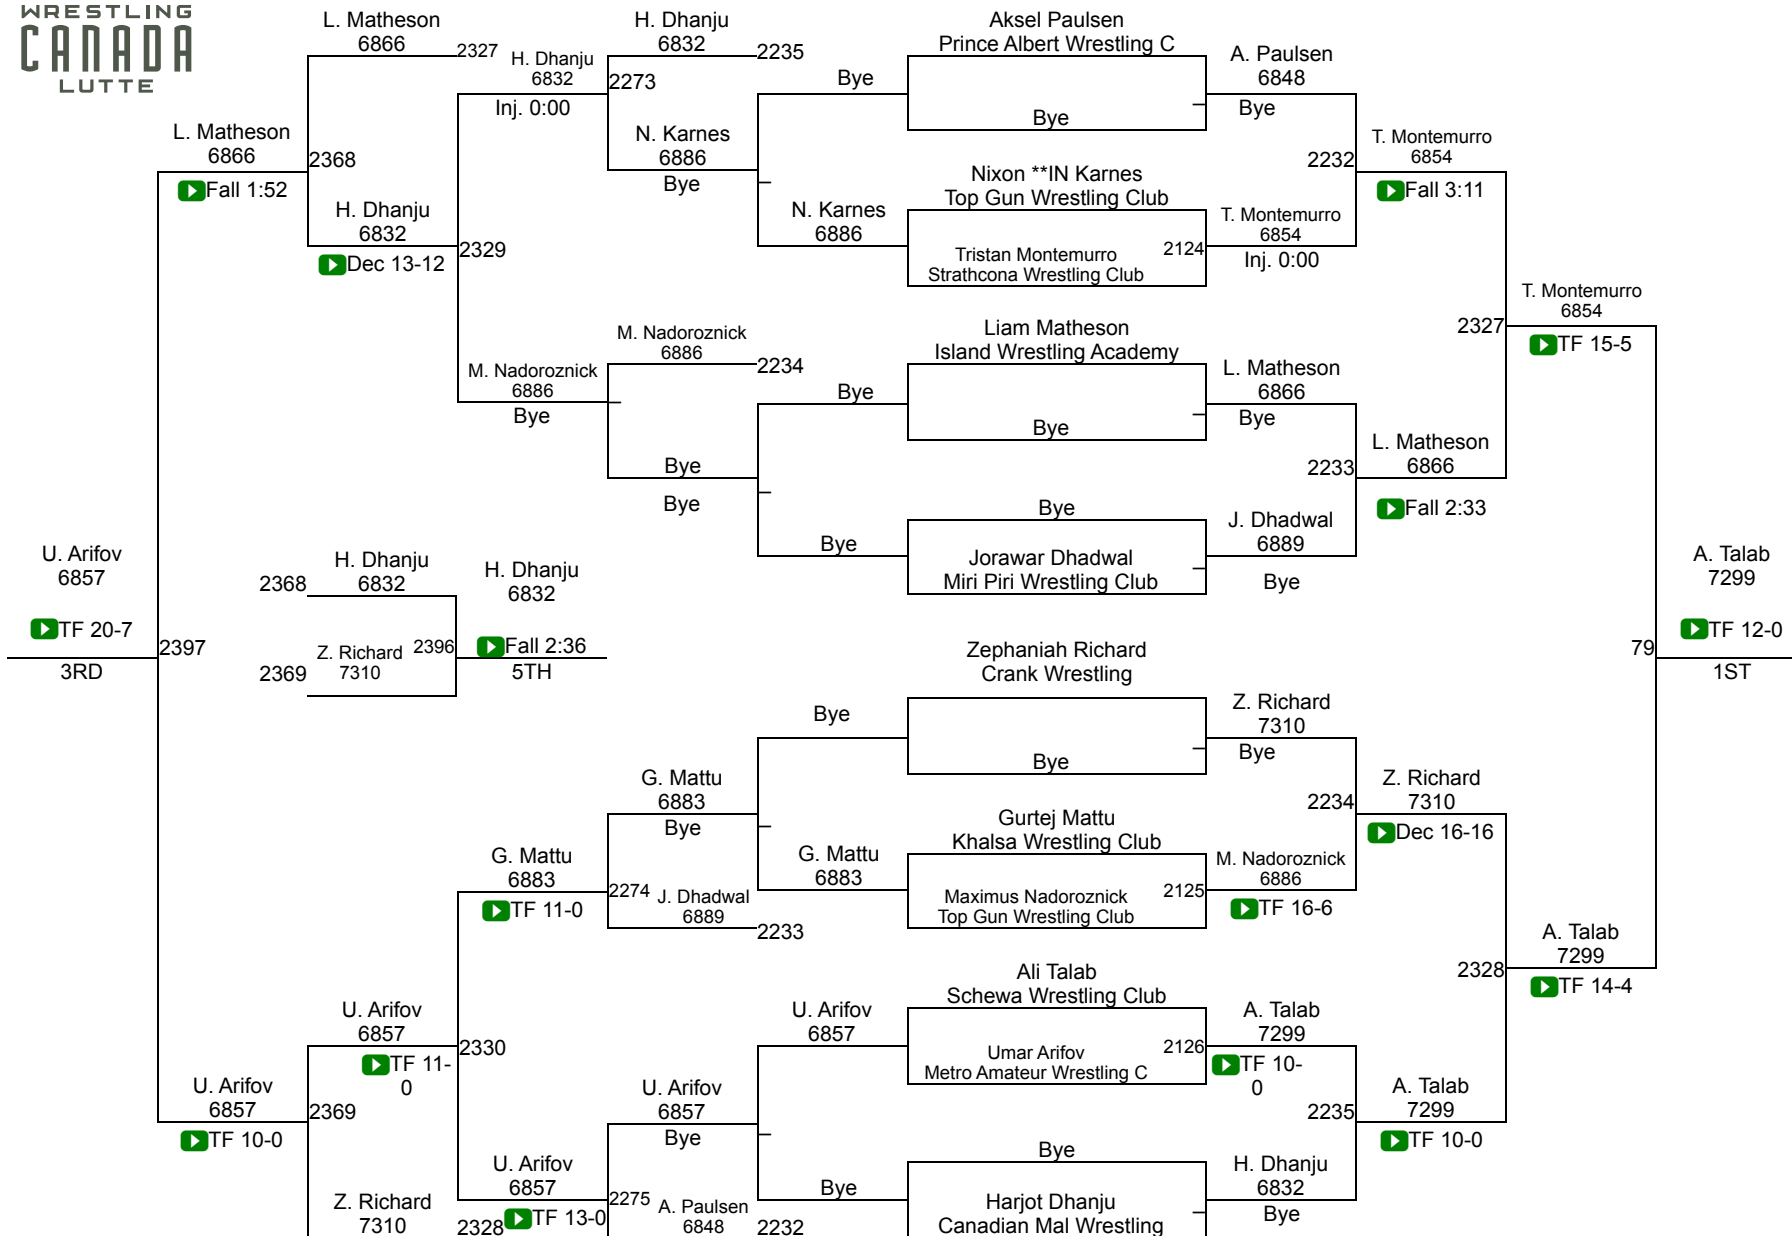 WRESTLING
CANADA
LUTTE
L. Matheson
6866
2327
H. Dhanju
6832
Inj. 0:00
H. Dhanju
6832
2235
2273
N. Karnes
6886
Bye
Bye
N. Karnes
6886
Aksel Paulsen
Prince Albert Wrestling C
Bye
A. Paulsen
6848
Bye
2232
Nixon **IN Karnes
Top Gun Wrestling Club
Tristan Montemurro
Strathcona Wrestling Club
2124
T. Montemurro
6854
Inj. 0:00
T. Montemurro
6854
Fall 3:11
L. Matheson
6866
Fall 1:52
2368
H. Dhanju
6832
Dec 13-12
2329
M. Nadoroznick
6886
Bye
M. Nadoroznick
6886
2234
Bye
Bye
Bye
Bye
Liam Matheson
Island Wrestling Academy
Bye
L. Matheson
6866
Bye
2233
Bye
Jorawar Dhadwal
Miri Piri Wrestling Club
J. Dhadwal
6889
Bye
L. Matheson
6866
Fall 2:33
2327
T. Montemurro
6854
TF 15-5
U. Arifov
6857
TF 20-7
3RD
2397
2368
H. Dhanju
6832
2369
Z. Richard
7310
2396
H. Dhanju
6832
Fall 2:36
5TH
A. Talab
7299
TF 12-0
1ST
79
Zephaniah Richard
Crank Wrestling
Bye
Bye
Z. Richard
7310
Bye
2234
G. Mattu
6883
Bye
G. Mattu
6883
Gurtej Mattu
Khalsa Wrestling Club
Maximus Nadoroznick
Top Gun Wrestling Club
2125
M. Nadoroznick
6886
TF 16-6
Z. Richard
7310
Dec 16-16
G. Mattu
6883
TF 11-0
2274
J. Dhadwal
6889
2233
2328
A. Talab
7299
TF 14-4
U. Arifov
6857
TF 11-
0
2330
U. Arifov
6857
Ali Talab
Schewa Wrestling Club
Umar Arifov
Metro Amateur Wrestling C
2126
A. Talab
7299
TF 10-
0
2235
A. Talab
7299
TF 10-0
U. Arifov
6857
TF 10-0
2369
U. Arifov
6857
Bye
Bye
Bye
Harjot Dhanju
Canadian Mal Wrestling
H. Dhanju
6832
Bye
Z. Richard
7310
2328
U. Arifov
6857
TF 13-0
2275
A. Paulsen
6848
2232